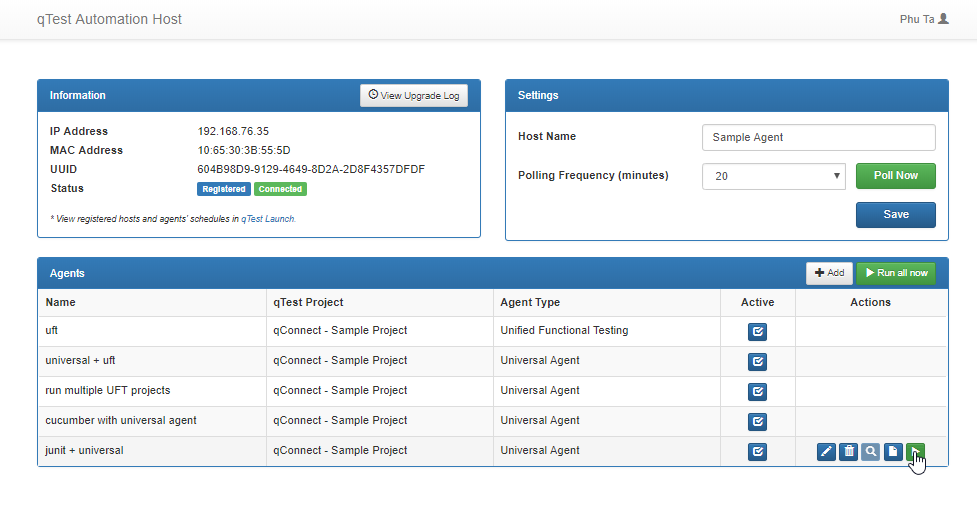 qTest Automation Host
Phu Ta
Information
View Upgrade Log
IP Address 192.168.76.35
MAC Address 10:65:30:3B:55:5D
UUID 604B98D9-9129-4649-8D2A-2D8F4357DFDF
Status Registered Connected
* View registered hosts and agents' schedules in qTest Launch.
Settings
Host Name Sample Agent
Polling Frequency (minutes) 20 Poll Now
Save
Agents
Add Run all now
Name qTest Project Agent Type Active Actions
uft qConnect - Sample Project Unified Functional Testing
universal + uft qConnect - Sample Project Universal Agent
run multiple UFT projects qConnect - Sample Project Universal Agent
cucumber with universal agent qConnect - Sample Project Universal Agent
junit + universal qConnect - Sample Project Universal Agent